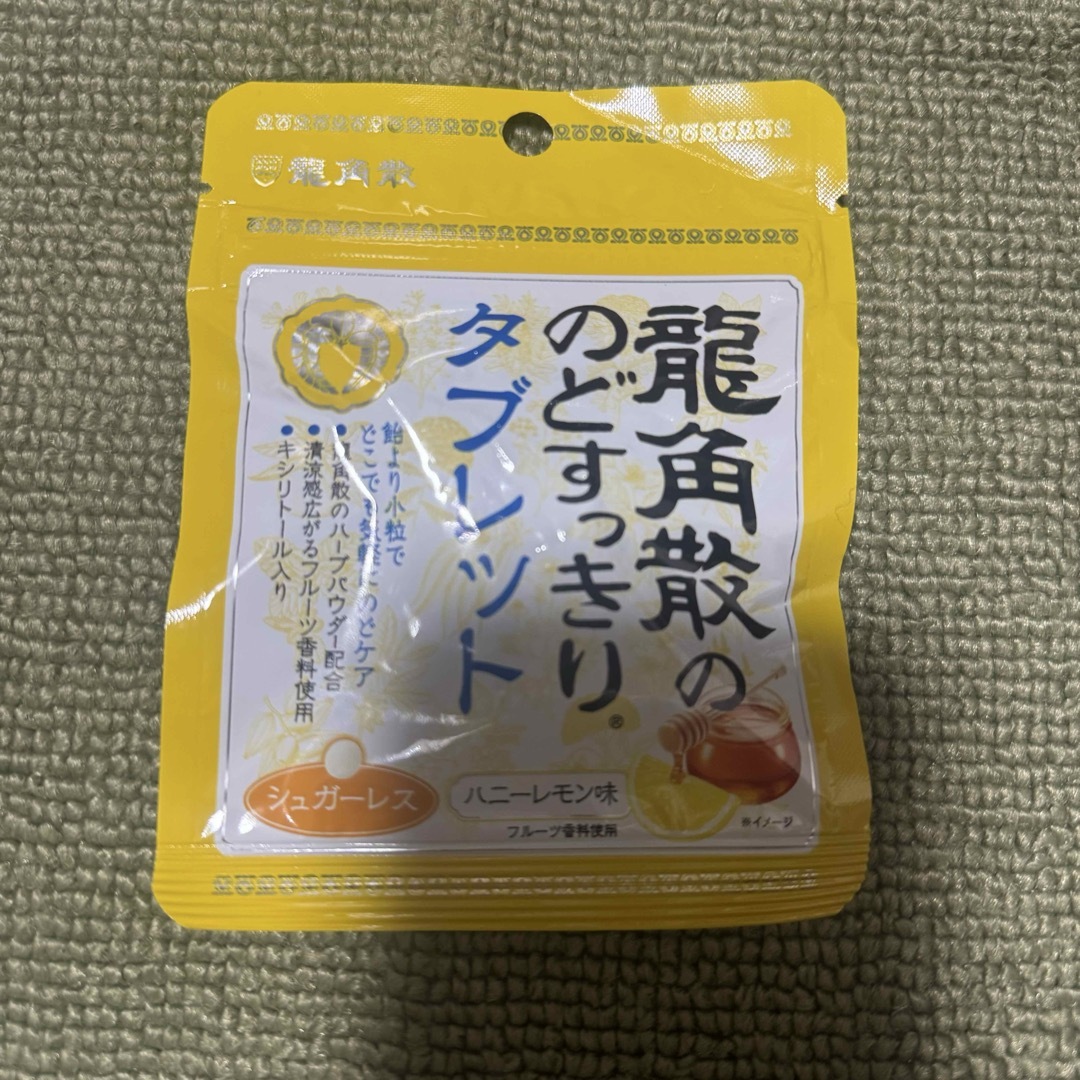 龍角散
龍角散の
のどすっきり®
タブレット
飴より小粒で
どこでも気軽にのどケア
●龍角散のハーブパウダー配合
●清涼感広がるフルーツ香料使用
●キシリトール入り
シュガーレス
ハニーレモン味
フルーツ香料使用
※イメージ